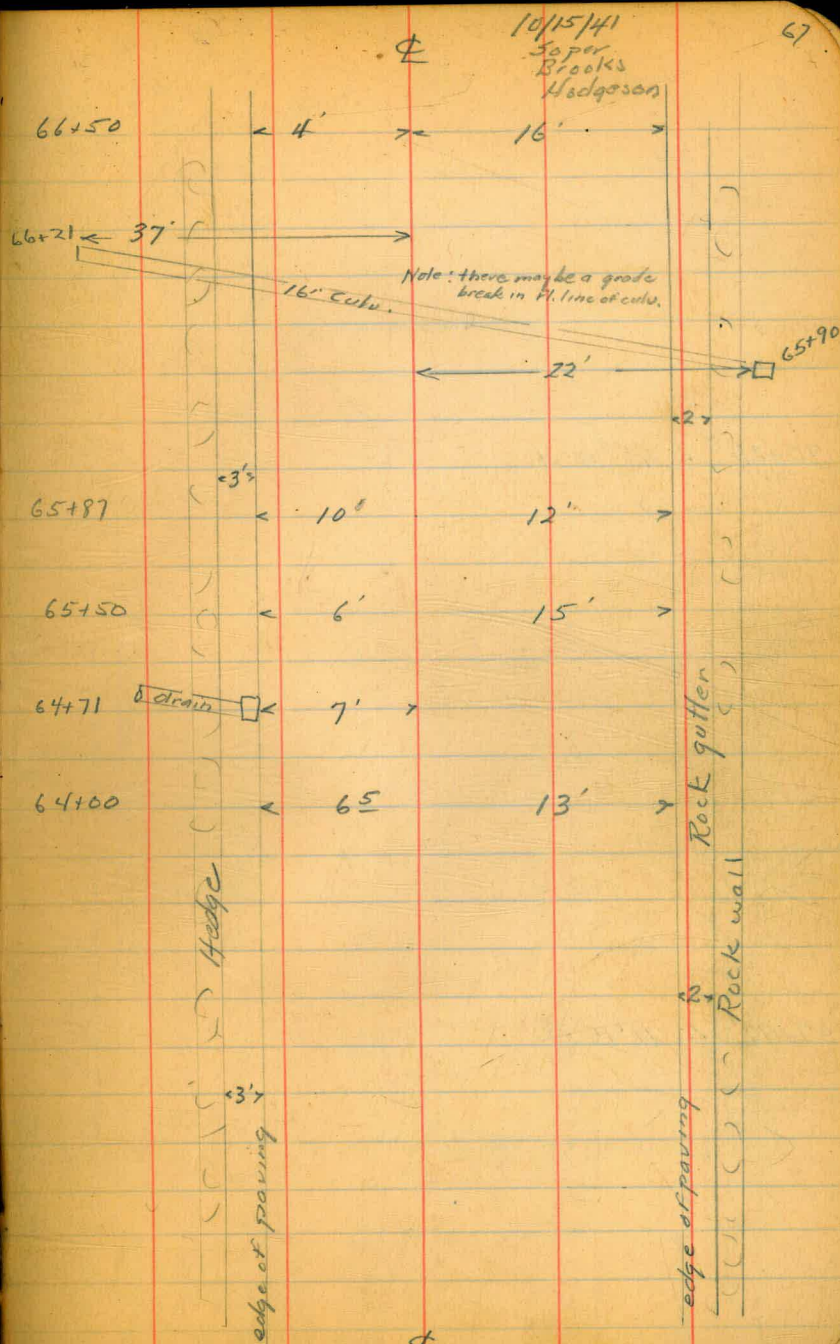 67
10/15/41
Soper
Brooks
Hodgeson
℄
66+50 4' 16'
66+21 37'
Note: there may be a grade
break in Fl. line of culv.
16" Culv.
65+90
22'
2
3'
65+87 10' 12'
65+50 6' 15'
64+71 drain 7'
64+00 6 5 13'
Rock gutter
Hedge
Rock wall
2
3'
edge of paving
edge of paving
℄